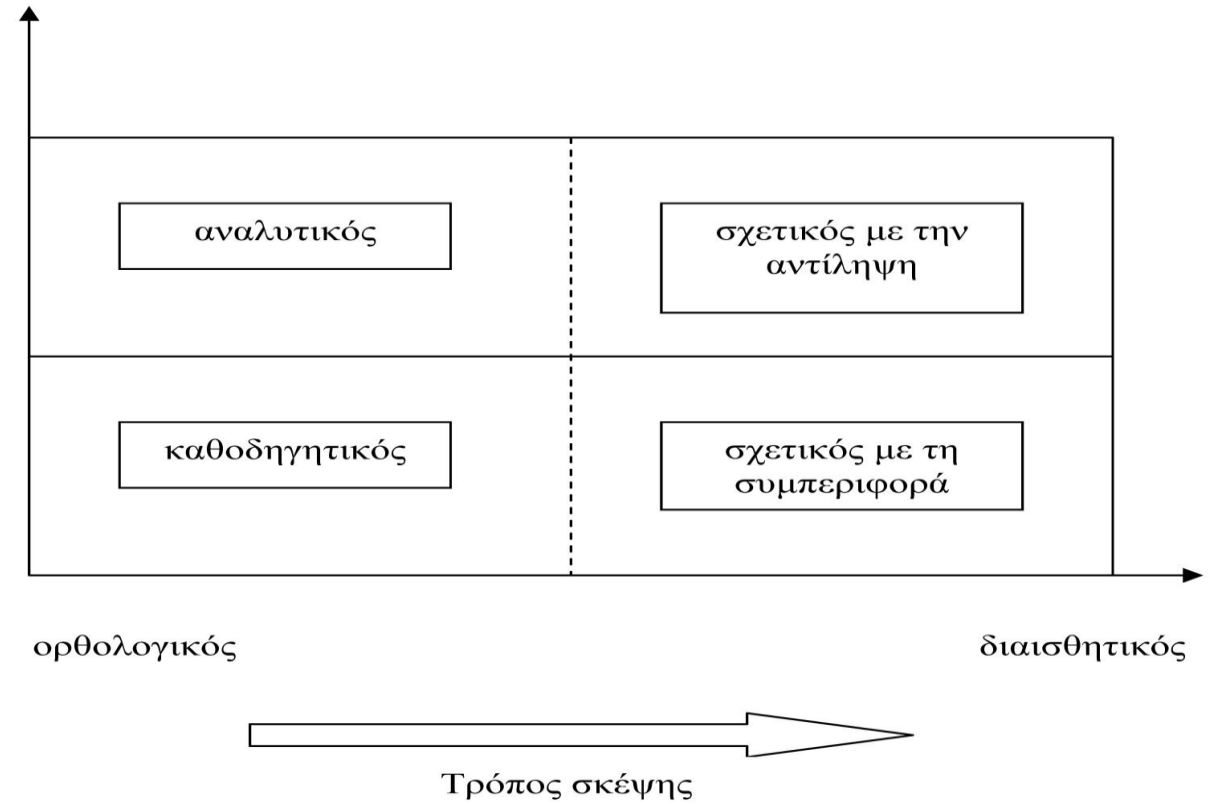 αναλυτικός
σχετικός με την
αντίληψη
καθοδηγητικός
σχετικός με τη
συμπεριφορά
ορθολογικός
διαισθητικός
Τρόπος σκέψης